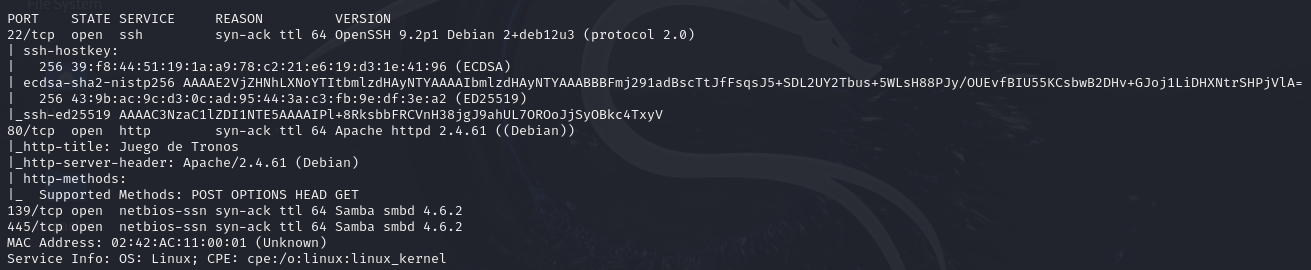 File System
PORT    STATE SERVICE     REASON         VERSION
22/tcp  open  ssh         syn-ack ttl 64 OpenSSH 9.2p1 Debian 2+deb12u3 (protocol 2.0)
| ssh-hostkey:
|   256 39:f8:44:51:19:1a:a9:78:c2:21:e6:19:d3:1e:41:96 (ECDSA)
| ecdsa-sha2-nistp256 AAAAE2VjZHNhLXNoYTItbmlzdHAyNTYAAAAIbmlzdHAyNTYAAABBBFmj291adBscTtJfFsqsJ5+SDL2UY2Tbus+5WLsH88PJy/OUEvfBIU55KCsbwB2DHv+GJoj1LiDHXNtrSHPjVlA=
|   256 43:9b:ac:9c:d3:0c:ad:95:44:3a:c3:fb:9e:df:3e:a2 (ED25519)
|_ssh-ed25519 AAAAC3NzaC1lZDI1NTE5AAAAIPl+8RksbbFRCVnH38jgJ9ahUL7OROoJjSyOBkc4TxyV
80/tcp  open  http        syn-ack ttl 64 Apache httpd 2.4.61 ((Debian))
|_http-title: Juego de Tronos
|_http-server-header: Apache/2.4.61 (Debian)
| http-methods:
|_  Supported Methods: POST OPTIONS HEAD GET
139/tcp open  netbios-ssn syn-ack ttl 64 Samba smbd 4.6.2
445/tcp open  netbios-ssn syn-ack ttl 64 Samba smbd 4.6.2
MAC Address: 02:42:AC:11:00:01 (Unknown)
Service Info: OS: Linux; CPE: cpe:/o:linux:linux_kernel